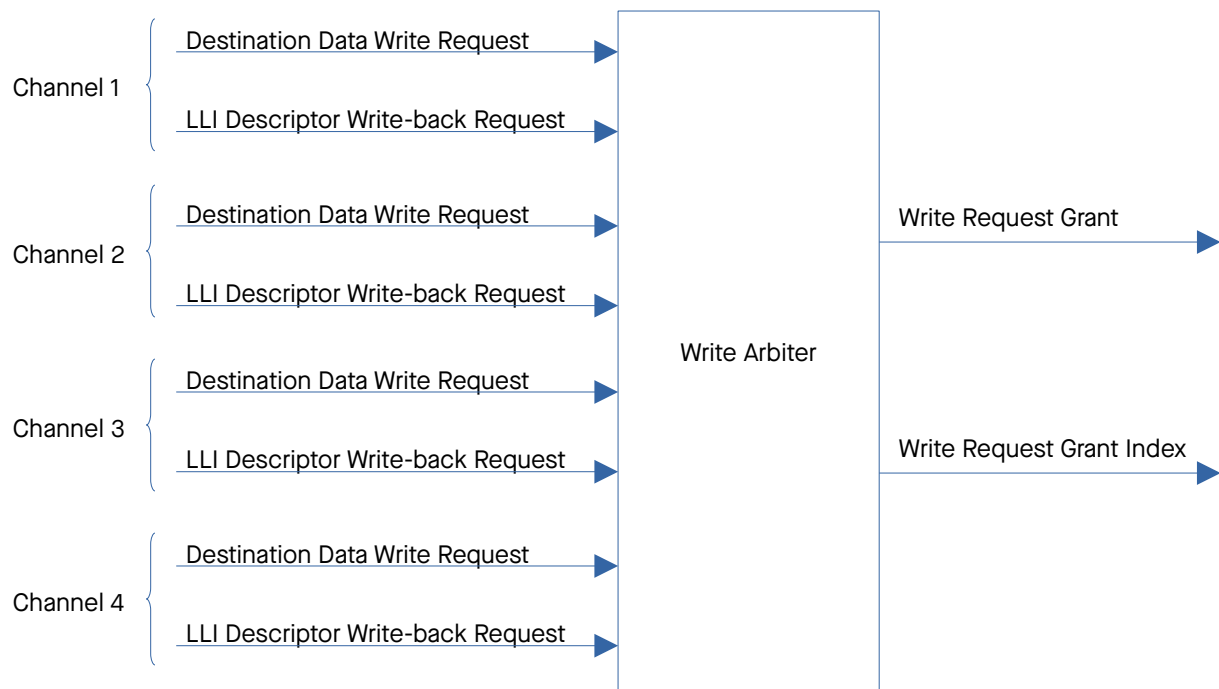 Channel 1
Destination Data Write Request
LLI Descriptor Write-back Request
Channel 2
Destination Data Write Request
LLI Descriptor Write-back Request
Channel 3
Destination Data Write Request
LLI Descriptor Write-back Request
Channel 4
Destination Data Write Request
LLI Descriptor Write-back Request
Write Arbiter
Write Request Grant
Write Request Grant Index